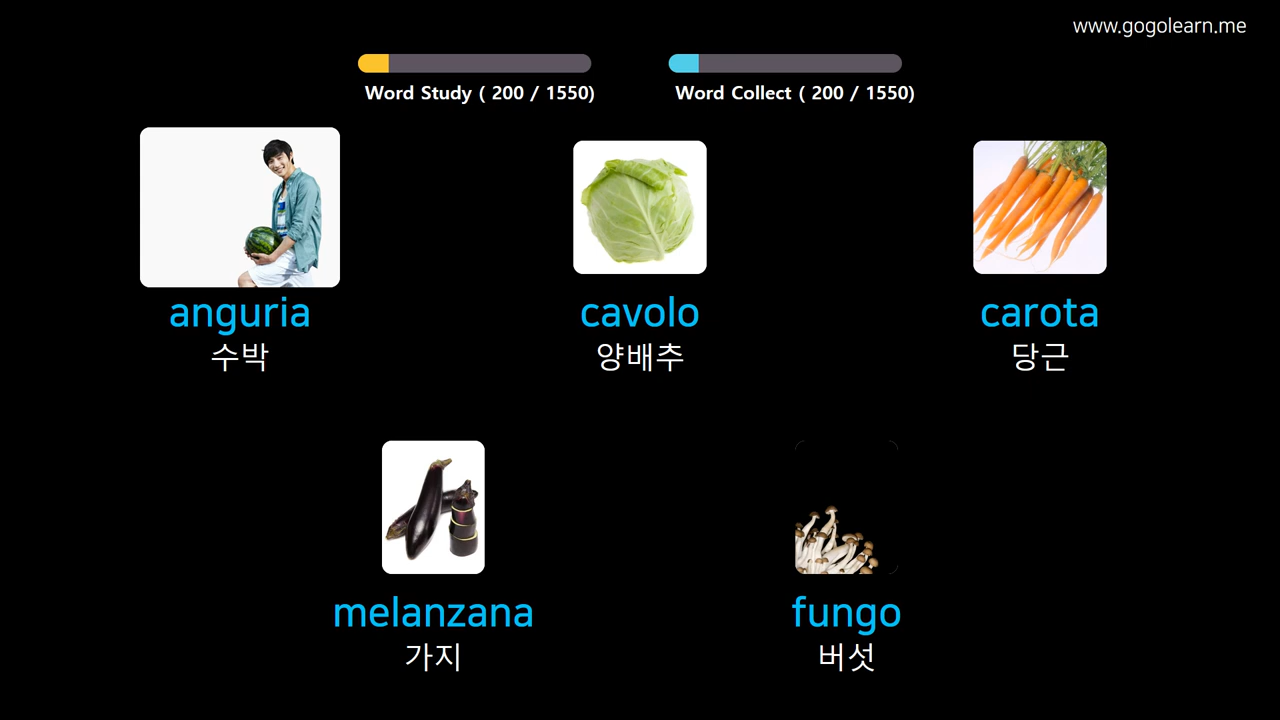 www.gogolearn.me
Word Study ( 200 / 1550)
Word Collect ( 200 / 1550)
anguria
수박
cavolo
양배추
carota
당근
melanzana
가지
fungo
버섯